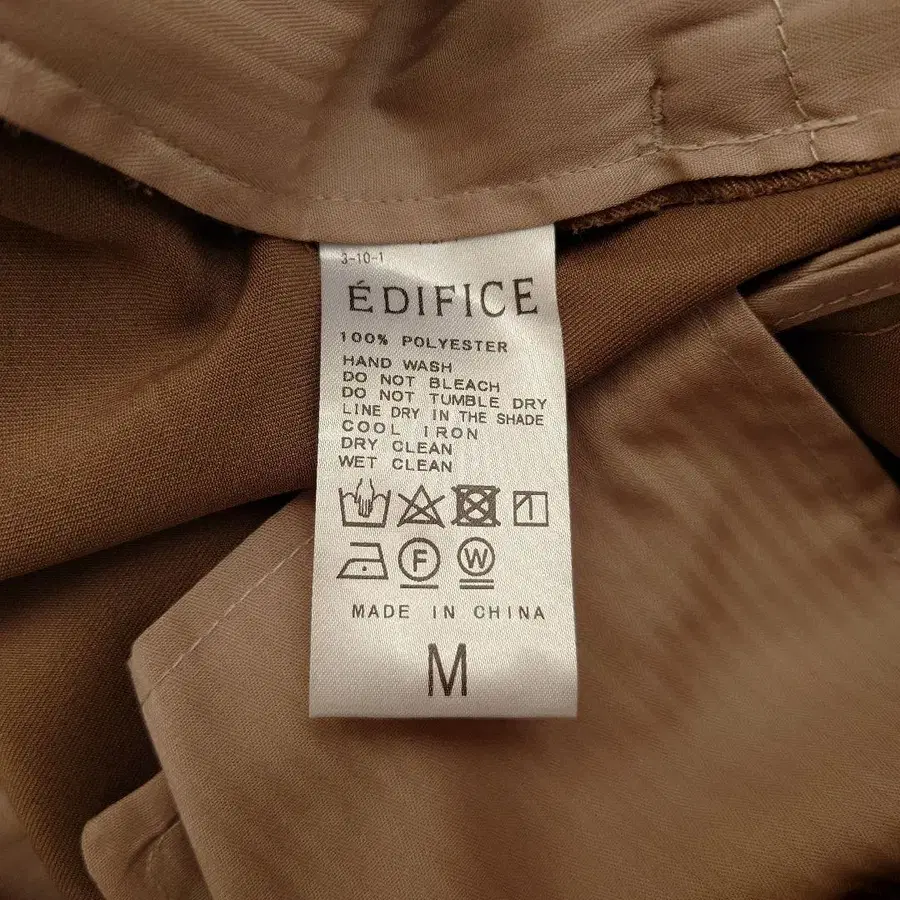 3-10-1
ÉDIFICE
100% POLYESTER
HAND WASH
DO NOT BLEACH
DO NOT TUMBLE DRY
LINE DRY IN THE SHADE
COOL IRON
DRY CLEAN
WET CLEAN
F W
MADE IN CHINA
M